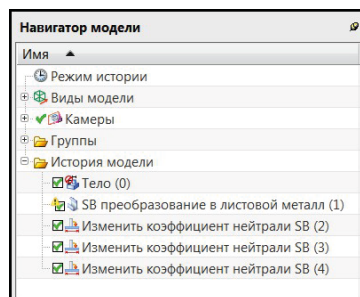 Навигатор модели
Имя
Режим истории
Виды модели
Камеры
Группы
История модели
Тело (0)
SB преобразование в листовой металл (1)
Изменить коэффициент нейтрали SB (2)
Изменить коэффициент нейтрали SB (3)
Изменить коэффициент нейтрали SB (4)